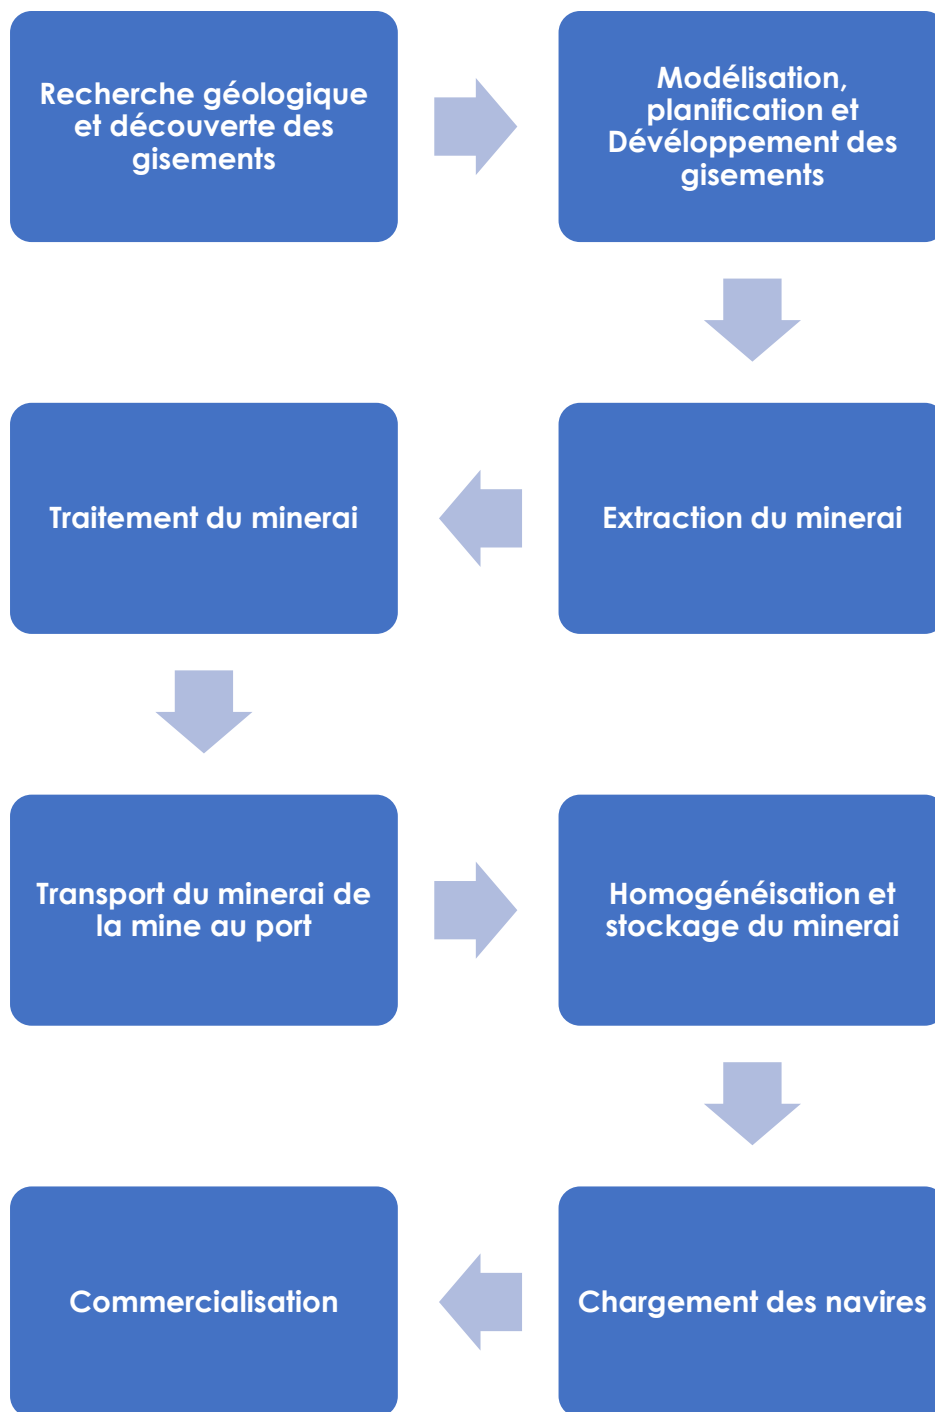 Recherche géologique
et découverte des
gisements
Modélisation,
planification et
Dévéloppement des
gisements
Extraction du minerai
Traitement du minerai
Transport du minerai de
la mine au port
Homogénéisation et
stockage du minerai
Chargement des navires
Commercialisation